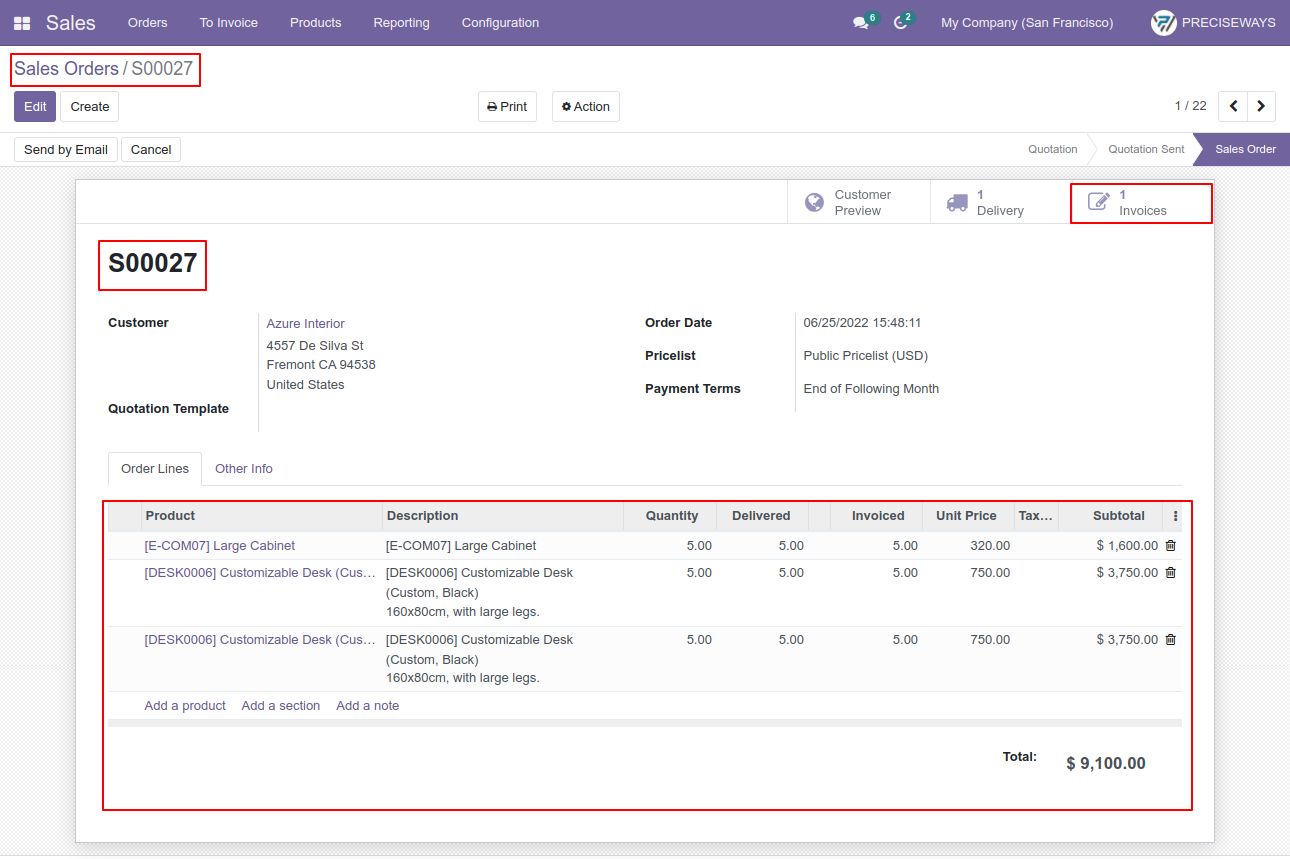 Sales Orders To Invoice Products Reporting Configuration 6 2 My Company (San Francisco) PRECISEWAYS
Sales Orders / S00027
Edit Create Print Action 1 / 22
Send by Email Cancel Quotation Quotation Sent Sales Order
Customer Preview
1 Delivery
1 Invoices
S00027
Customer Azure Interior
4557 De Silva St
Fremont CA 94538
United States
Quotation Template
Order Date 06/25/2022 15:48:11
Pricelist Public Pricelist (USD)
Payment Terms End of Following Month
Order Lines Other Info
Product Description Quantity Delivered Invoiced Unit Price Tax... Subtotal
[E-COM07] Large Cabinet [E-COM07] Large Cabinet 5.00 5.00 5.00 320.00 $ 1,600.00
[DESK0006] Customizable Desk (Cus... [DESK0006] Customizable Desk 5.00 5.00 5.00 750.00 $ 3,750.00
(Custom, Black)
160x80cm, with large legs.
[DESK0006] Customizable Desk (Cus... [DESK0006] Customizable Desk 5.00 5.00 5.00 750.00 $ 3,750.00
(Custom, Black)
160x80cm, with large legs.
Add a product Add a section Add a note
Total: $ 9,100.00